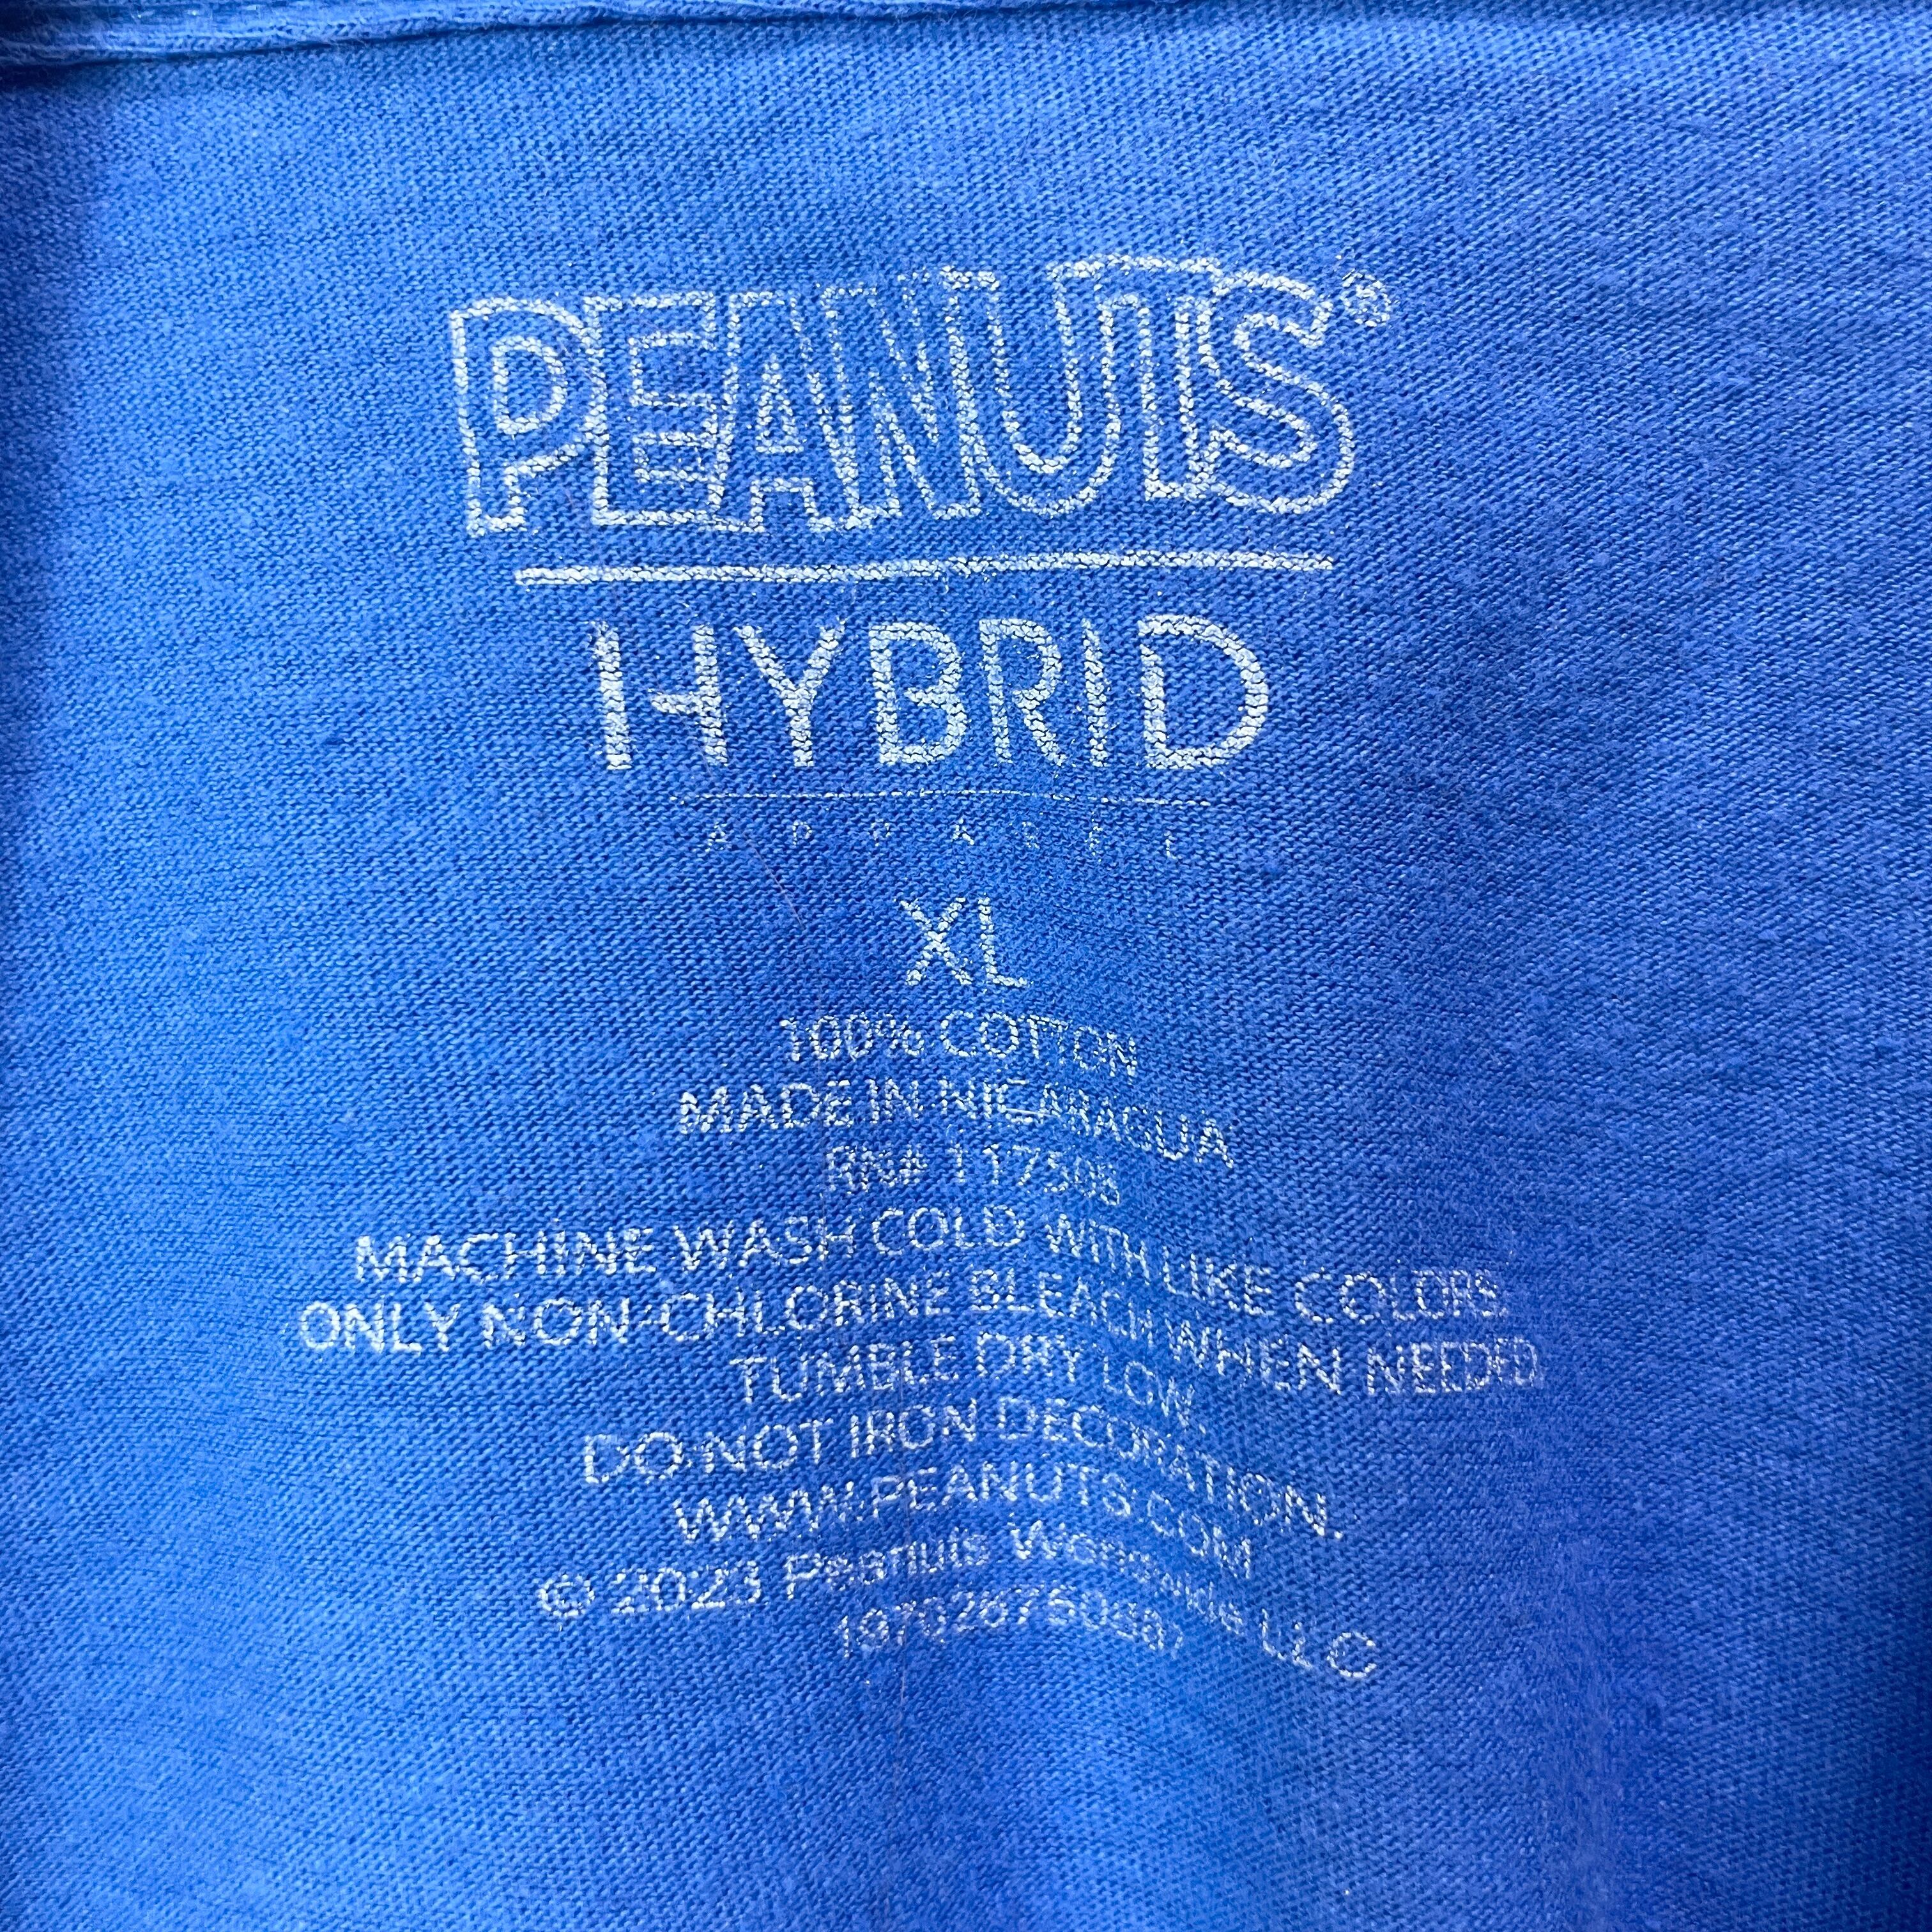 PEANUTS®
HYBRID
APPAREL
XL
100% COTTON
MADE IN NICARAGUA
RN# 117508
MACHINE WASH COLD WITH LIKE COLORS.
ONLY NON-CHLORINE BLEACH WHEN NEEDED
TUMBLE DRY LOW.
DO NOT IRON DECORATION.
WWW.PEANUTS.COM
© 2023 Peanuts Worldwide LLC